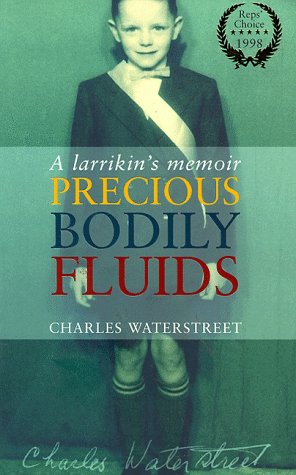 Reps'
Choice
★★★★★
1998
A larrikin's memoir
PRECIOUS
BODILY
FLUIDS
CHARLES WATERSTREET
Charles Waterstreet